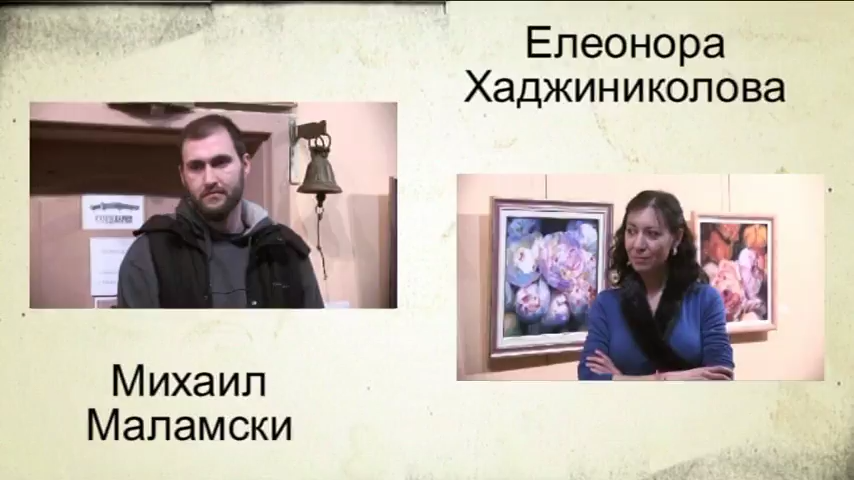 Елеонора
Хаджиниколова
Михаил
Маламски